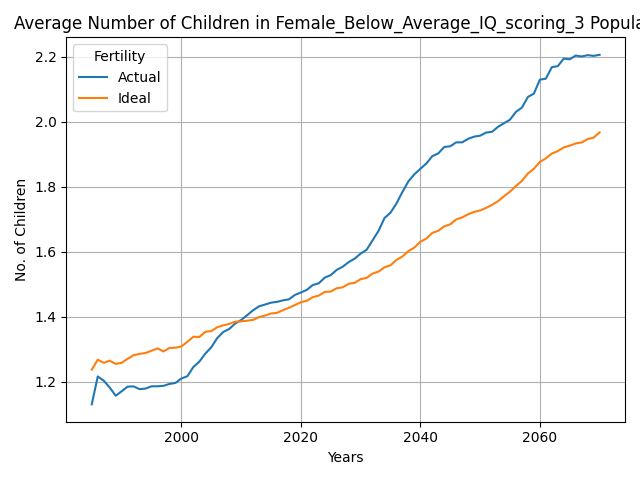 Average Number of Children in Female_Below_Average_IQ_scoring_3 Popula
Fertility
Actual
Ideal
No. of Children
2.2
2.0
1.8
1.6
1.4
1.2
2000 2020 2040 2060
Years